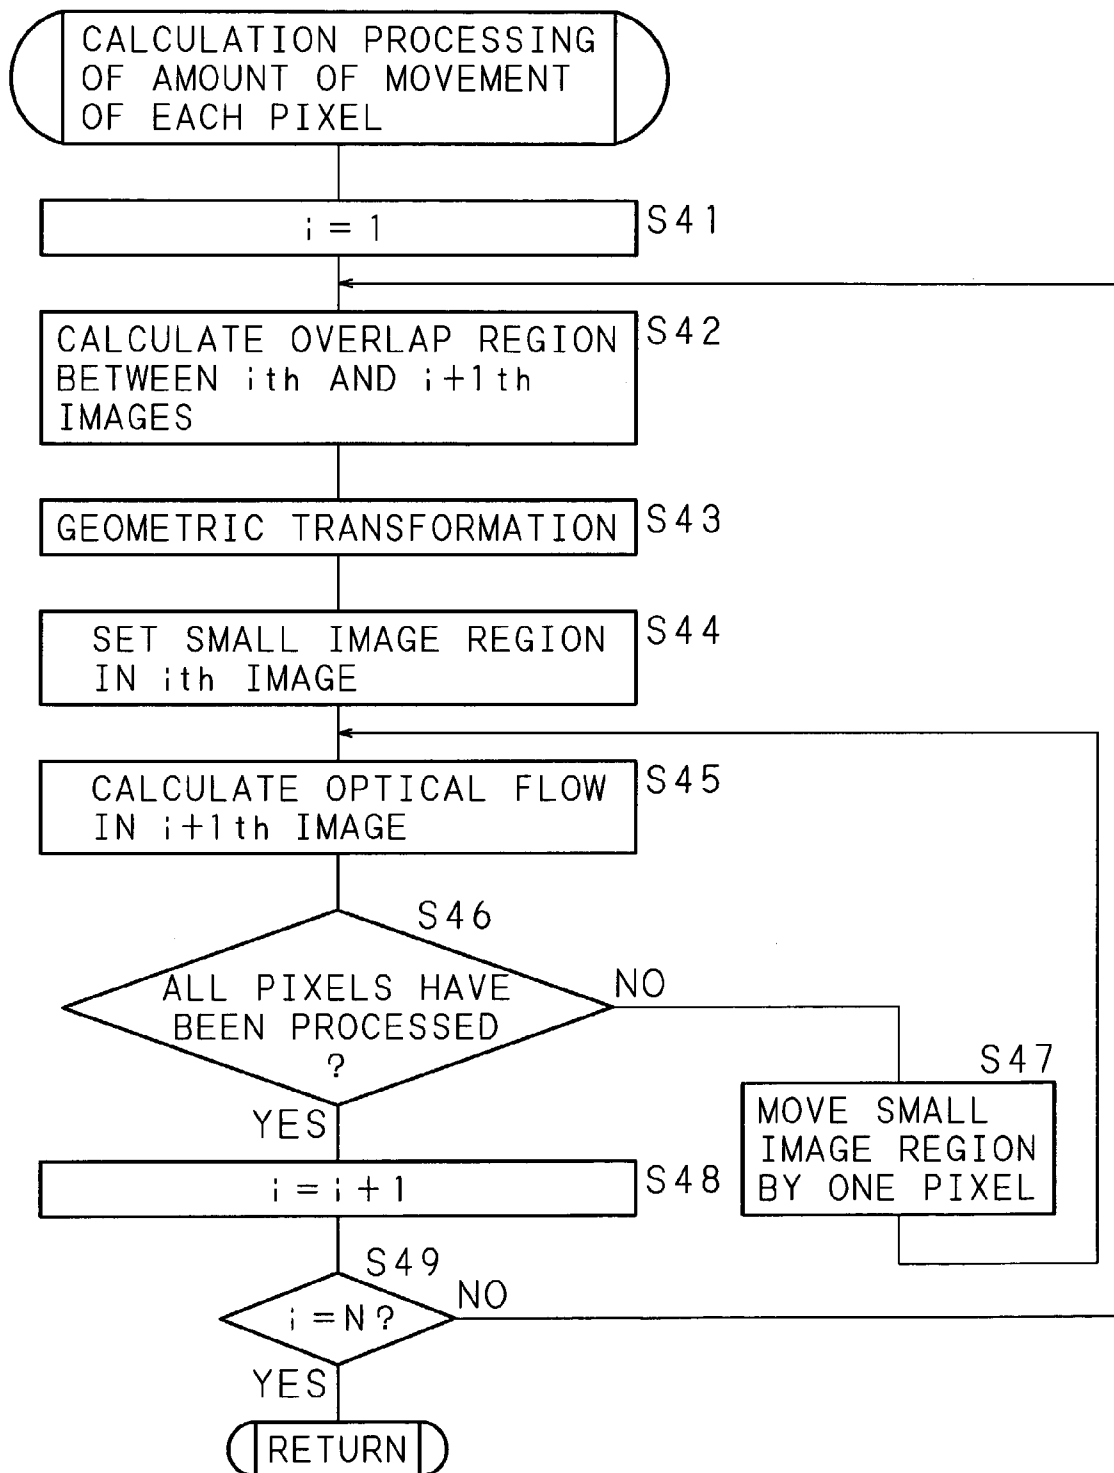 CALCULATION PROCESSING
OF AMOUNT OF MOVEMENT
OF EACH PIXEL
i=1
S41
CALCULATE OVERLAP REGION
BETWEEN ith AND i+1th
IMAGES
S42
GEOMETRIC TRANSFORMATION
S43
SET SMALL IMAGE REGION
IN ith IMAGE
S44
CALCULATE OPTICAL FLOW
IN i+1th IMAGE
S45
S46
ALL PIXELS HAVE
BEEN PROCESSED
?
NO
YES
S47
MOVE SMALL
IMAGE REGION
BY ONE PIXEL
i=i+1
S48
S49
i=N?
NO
YES
RETURN